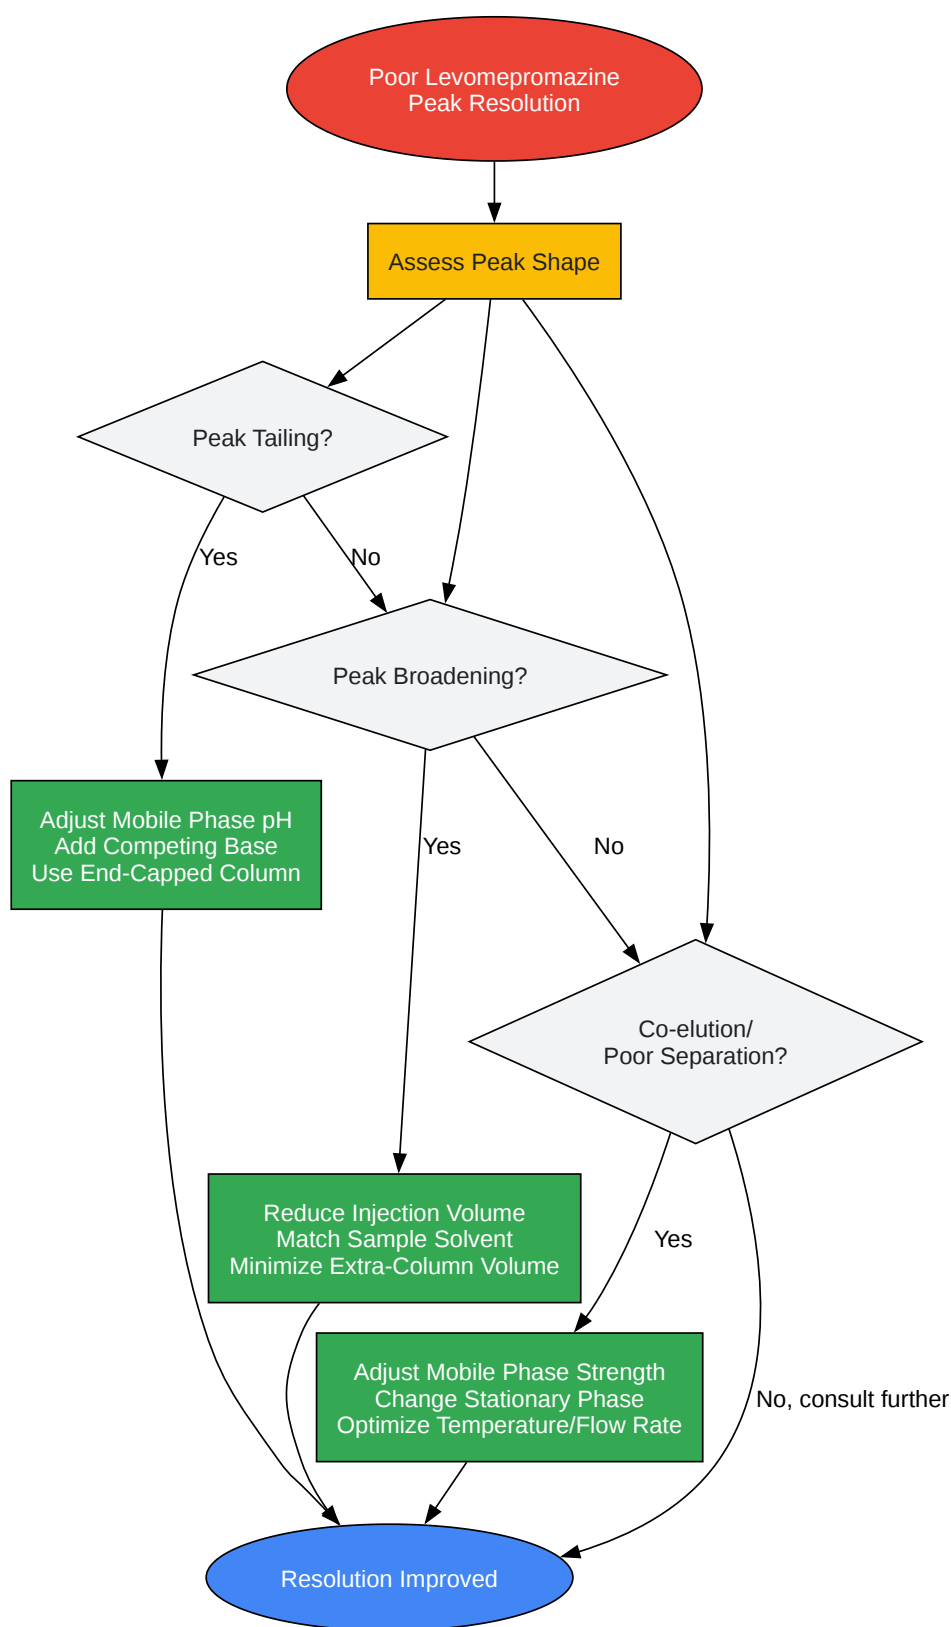 Poor Levomepromazine
Peak Resolution
Assess Peak Shape
Peak Tailing?
Yes
No
Peak Broadening?
Adjust Mobile Phase pH
Add Competing Base
Use End-Capped Column
Yes
No
Co-elution/
Poor Separation?
Reduce Injection Volume
Match Sample Solvent
Minimize Extra-Column Volume
Yes
Adjust Mobile Phase Strength
Change Stationary Phase
Optimize Temperature/Flow Rate
No, consult further
Resolution Improved